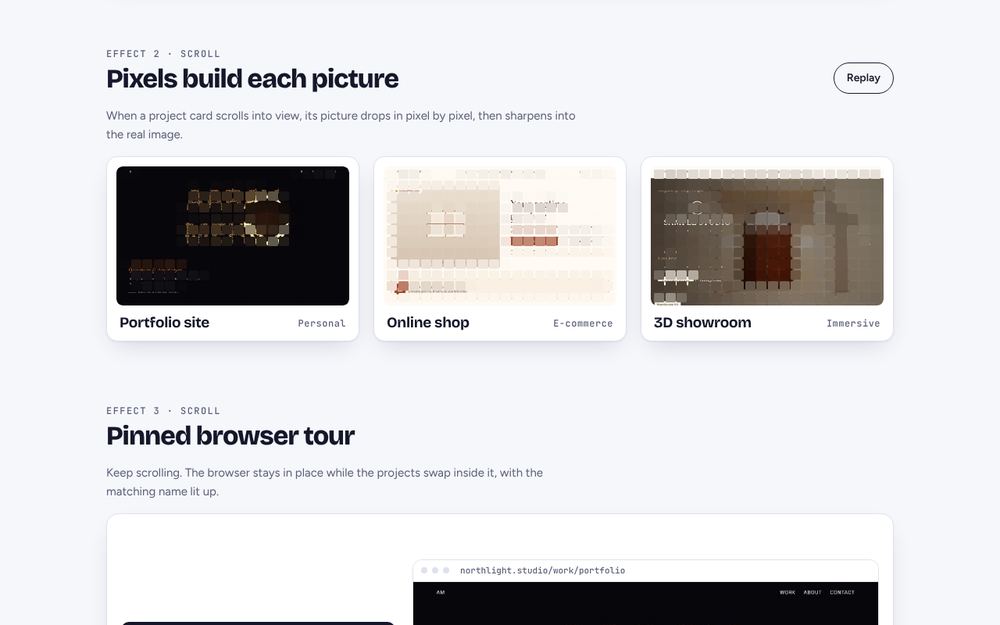 EFFECT 2 · SCROLL
Pixels build each picture
Replay
When a project card scrolls into view, its picture drops in pixel by pixel, then sharpens into
the real image.
Portfolio site
Personal
Online shop
E-commerce
3D showroom
Immersive
EFFECT 3 · SCROLL
Pinned browser tour
Keep scrolling. The browser stays in place while the projects swap inside it, with the
matching name lit up.
northlight.studio/work/portfolio
AM
WORK ABOUT CONTACT